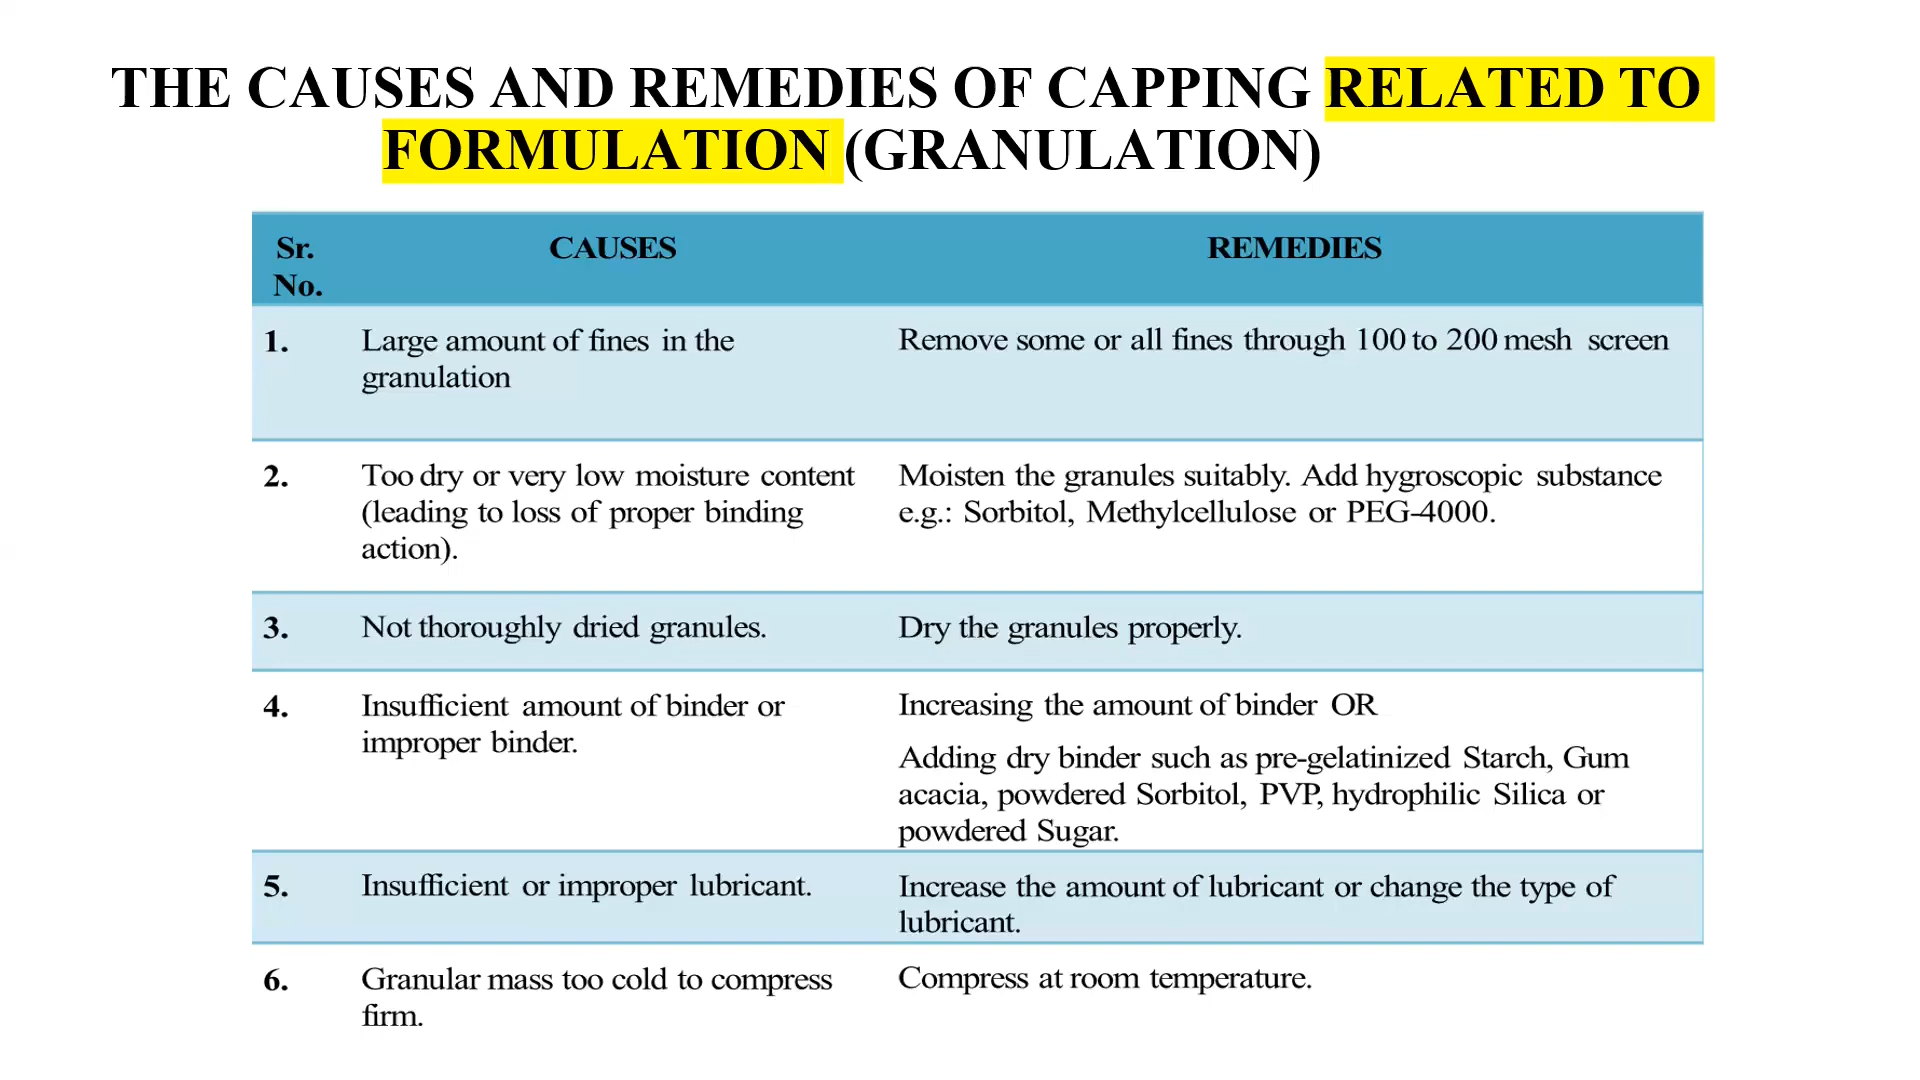 THE CAUSES AND REMEDIES OF CAPPING RELATED TO
FORMULATION (GRANULATION)
Sr.
No.
CAUSES
REMEDIES
1.
Large amount of fines in the
granulation
Remove some or all fines through 100 to 200 mesh screen
2.
Too dry or very low moisture content
(leading to loss of proper binding
action).
Moisten the granules suitably. Add hygroscopic substance
e.g.: Sorbitol, Methylcellulose or PEG-4000.
3.
Not thoroughly dried granules.
Dry the granules properly.
4.
Insufficient amount of binder or
improper binder.
Increasing the amount of binder OR
Adding dry binder such as pre-gelatinized Starch, Gum
acacia, powdered Sorbitol, PVP, hydrophilic Silica or
powdered Sugar.
5.
Insufficient or improper lubricant.
Increase the amount of lubricant or change the type of
lubricant.
6.
Granular mass too cold to compress
firm.
Compress at room temperature.